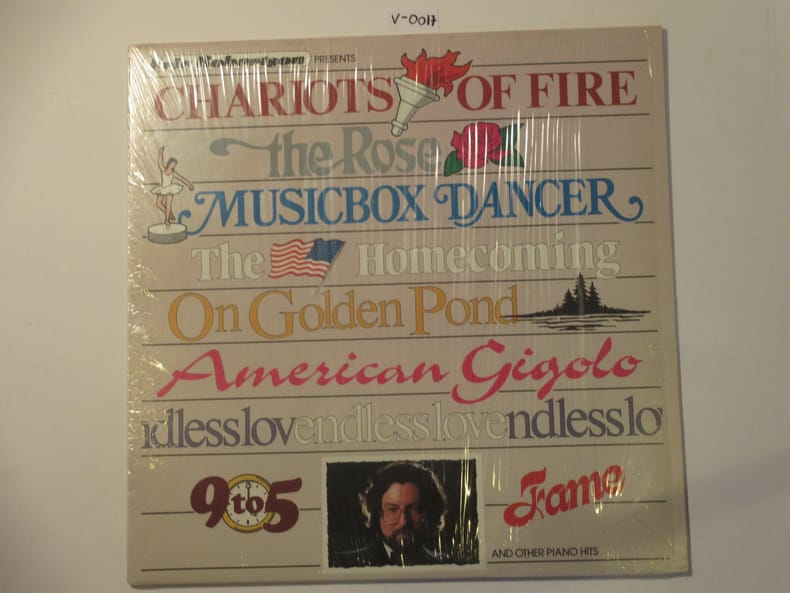 V-0017
PRESENTS
CHARIOTS OF FIRE
the Rose
MUSICBOX DANCER
The Homecoming
On Golden Pond
American Gigolo
ndlesslovendlesslovendlesslo
9 to 5
Fame
AND OTHER PIANO HITS